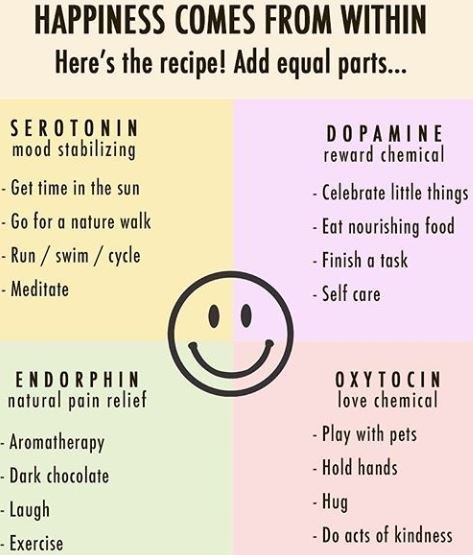 HAPPINESS COMES FROM WITHIN
Here's the recipe! Add equal parts...
SEROTONIN
mood stabilizing
- Get time in the sun
- Go for a nature walk
- Run / swim / cycle
- Meditate
DOPAMINE
reward chemical
- Celebrate little things
- Eat nourishing food
- Finish a task
- Self care
ENDORPHIN
natural pain relief
- Aromatherapy
- Dark chocolate
- Laugh
- Exercise
OXYTOCIN
love chemical
- Play with pets
- Hold hands
- Hug
- Do acts of kindness